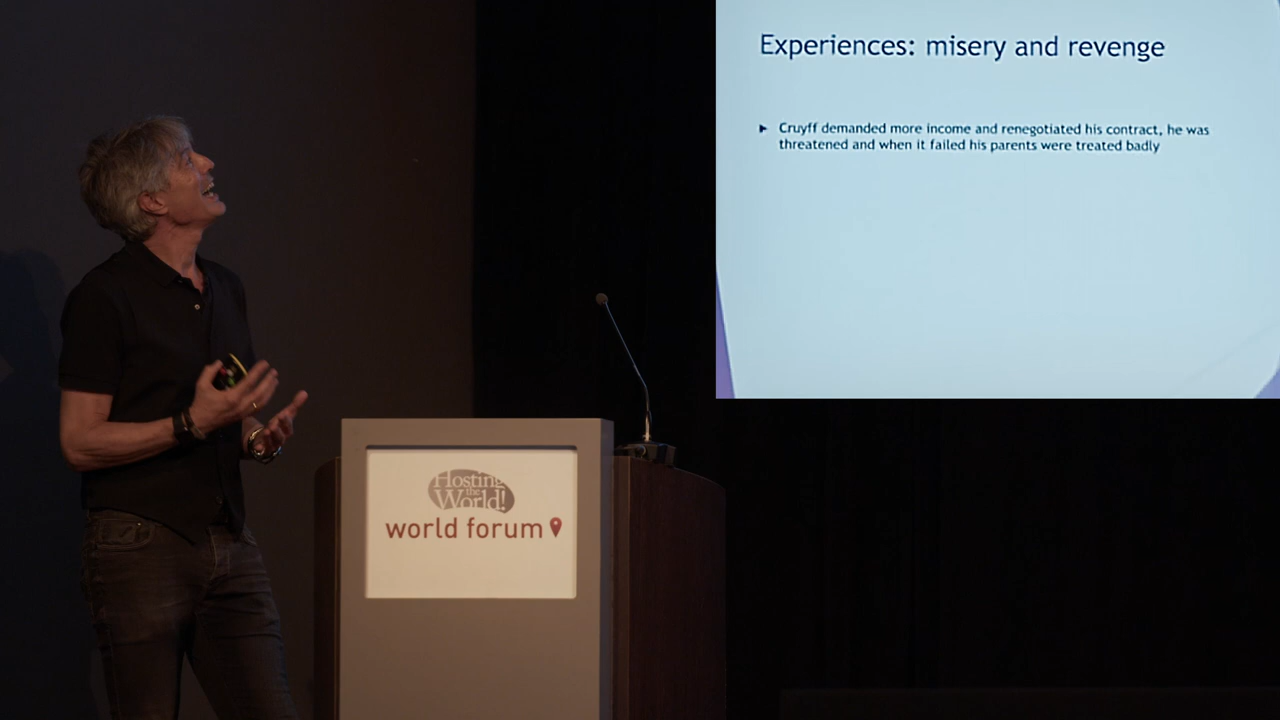 Experiences: misery and revenge
Cruyff demanded more income and renegotiated his contract, he was
threatened and when it failed his parents were treated badly
Hosting
the
World!
world forum